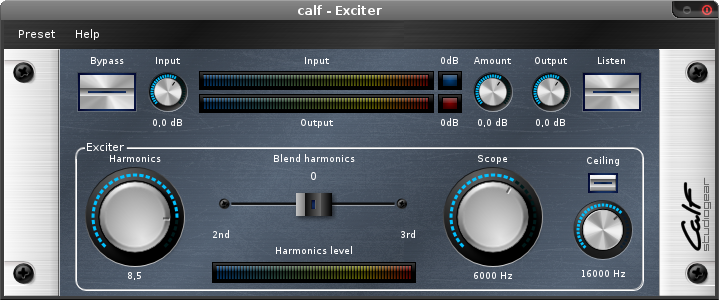 calf - Exciter
Preset Help
Bypass Input Input 0dB Amount Output Listen
0,0 dB Output 0dB 0,0 dB 0,0 dB
Exciter
Harmonics Blend harmonics Scope Ceiling
0
2nd 3rd
Harmonics level
8,5 6000 Hz 16000 Hz
Calf
studiogear